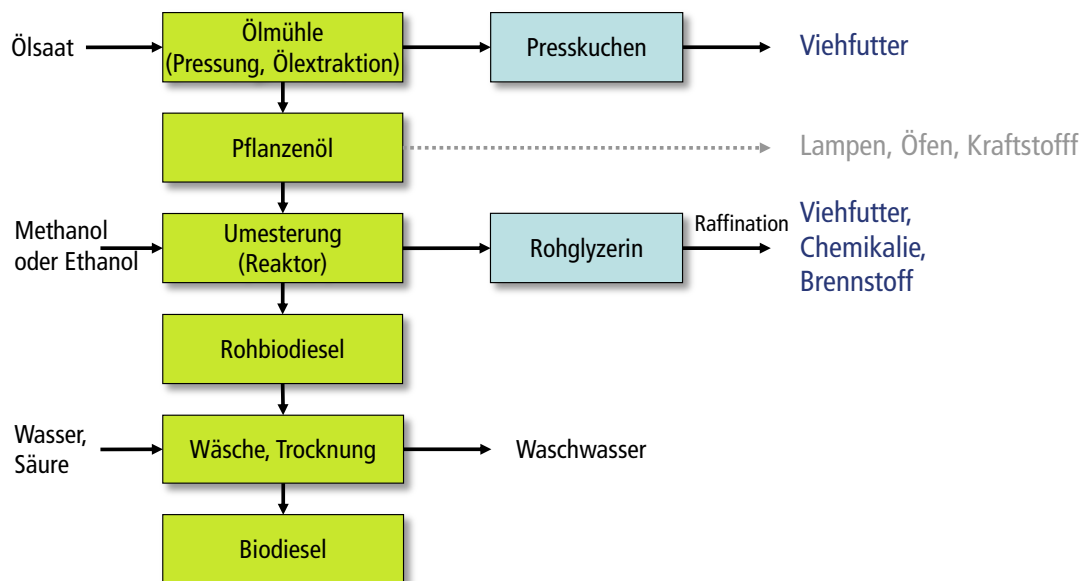 Ölsaat
Ölmühle
(Pressung, Ölextraktion)
Presskuchen
Viehfutter
Pflanzenöl
Lampen, Öfen, Kraftstofff
Methanol
oder Ethanol
Umesterung
(Reaktor)
Rohglyzerin
Raffination
Viehfutter,
Chemikalie,
Brennstoff
Rohbiodiesel
Wasser,
Säure
Wäsche, Trocknung
Waschwasser
Biodiesel